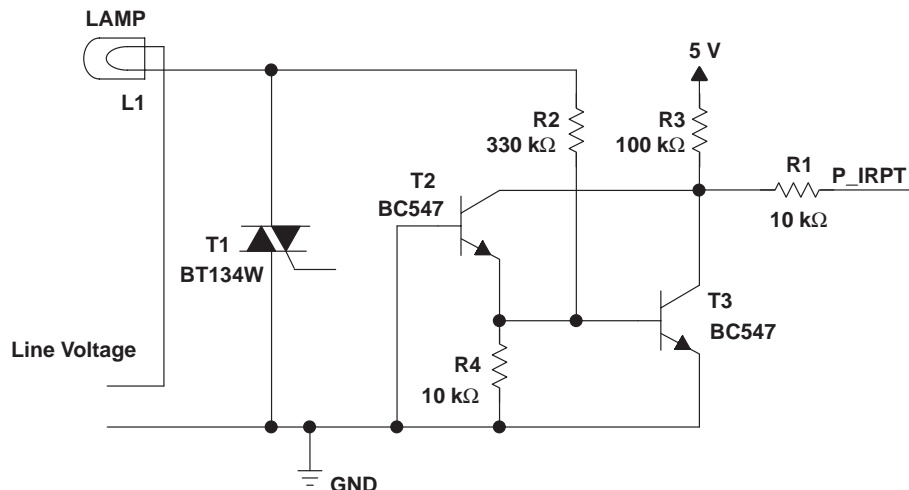 LAMP
L1
5 V
R2
330 kΩ
R3
100 kΩ
R1
P_IRPT
10 kΩ
T2
BC547
T1
BT134W
T3
BC547
Line Voltage
R4
10 kΩ
GND